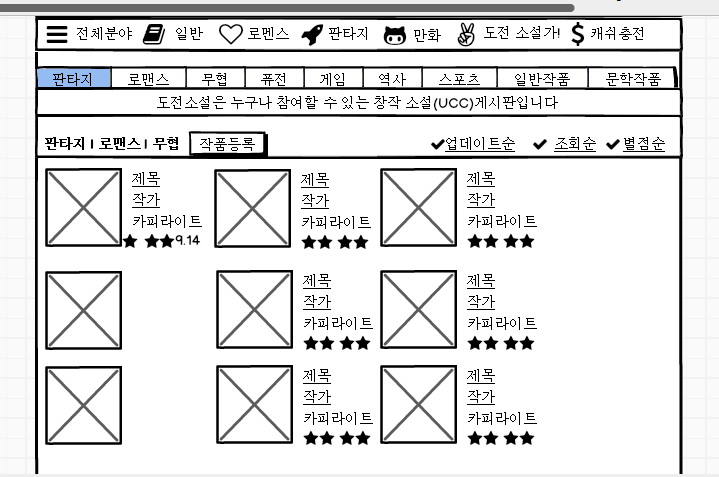 전체분야 일반 로멘스 판타지 만화 도전 소설가! 캐쉬충전
판타지 로맨스 무협 퓨전 게임 역사 스포츠 일반작품 문학작품
도전소설은 누구나 참여할 수 있는 창작 소설(UCC)게시판입니다
판타지 I 로맨스 I 무협 작품등록 업데이트순 조회순 별점순
제목 제목 제목
작가 작가 작가
카피라이트 카피라이트 카피라이트
9.14
제목 제목
작가 작가
카피라이트 카피라이트
제목 제목
작가 작가
카피라이트 카피라이트